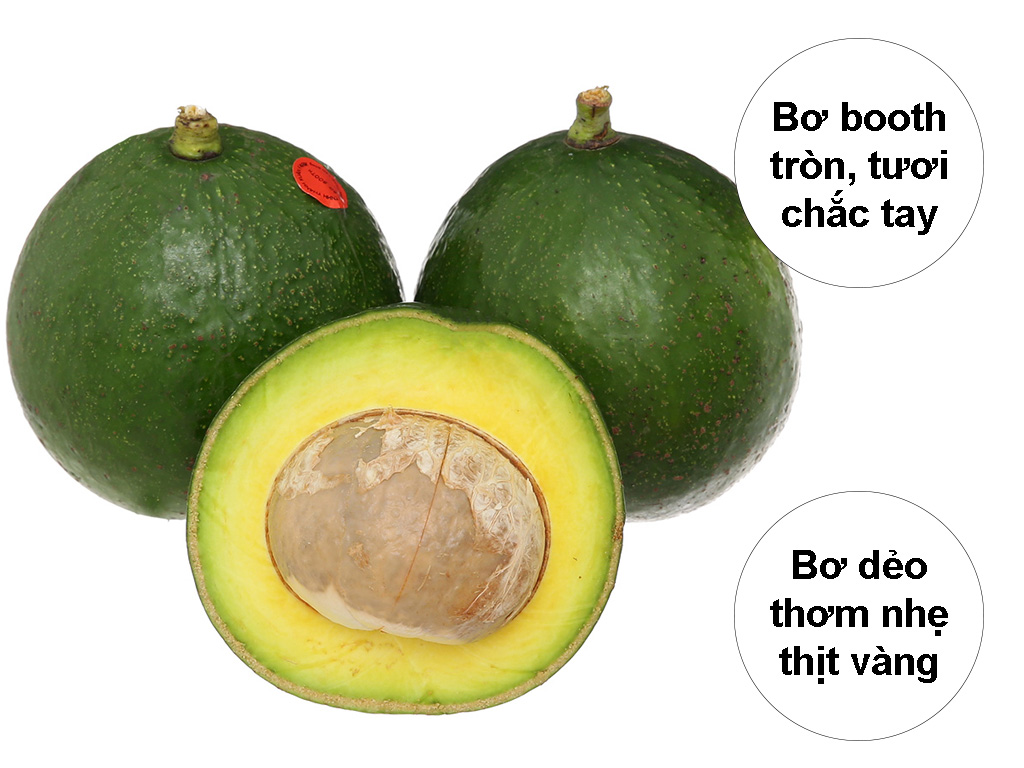 Bơ booth
tròn, tươi
chắc tay
Bơ dẻo
thơm nhẹ
thịt vàng